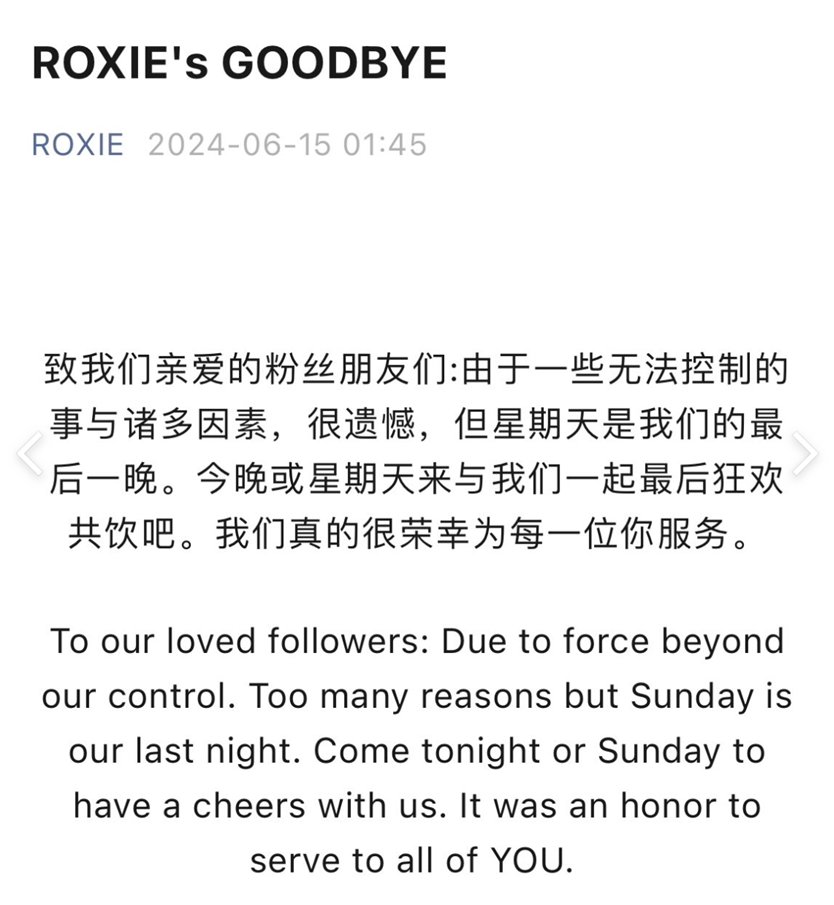 ROXIE's GOODBYE
ROXIE 2024-06-15 01:45
致我们亲爱的粉丝朋友们:由于一些无法控制的
事与诸多因素，很遗憾，但星期天是我们的最
后一晚。今晚或星期天来与我们一起最后狂欢
共饮吧。我们真的很荣幸为每一位你服务。
To our loved followers: Due to force beyond
our control. Too many reasons but Sunday is
our last night. Come tonight or Sunday to
have a cheers with us. It was an honor to
serve to all of YOU.